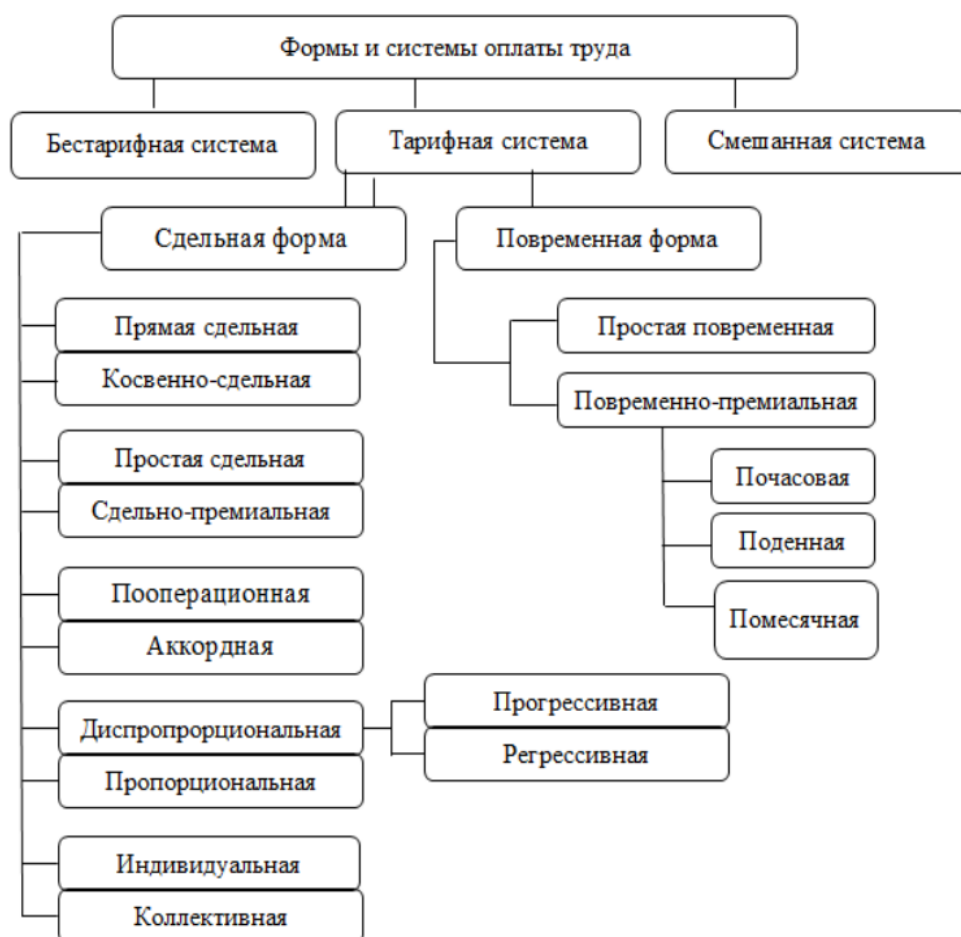 Формы и системы оплаты труда
Бестарифная система
Тарифная система
Смешанная система
Сдельная форма
Повременная форма
Прямая сдельная
Косвенно-сдельная
Простая сдельная
Сдельно-премиальная
Пооперационная
Аккордная
Диспропрорциональная
Пропорциональная
Индивидуальная
Коллективная
Прогрессивная
Регрессивная
Простая повременная
Повременно-премиальная
Почасовая
Поденная
Помесячная